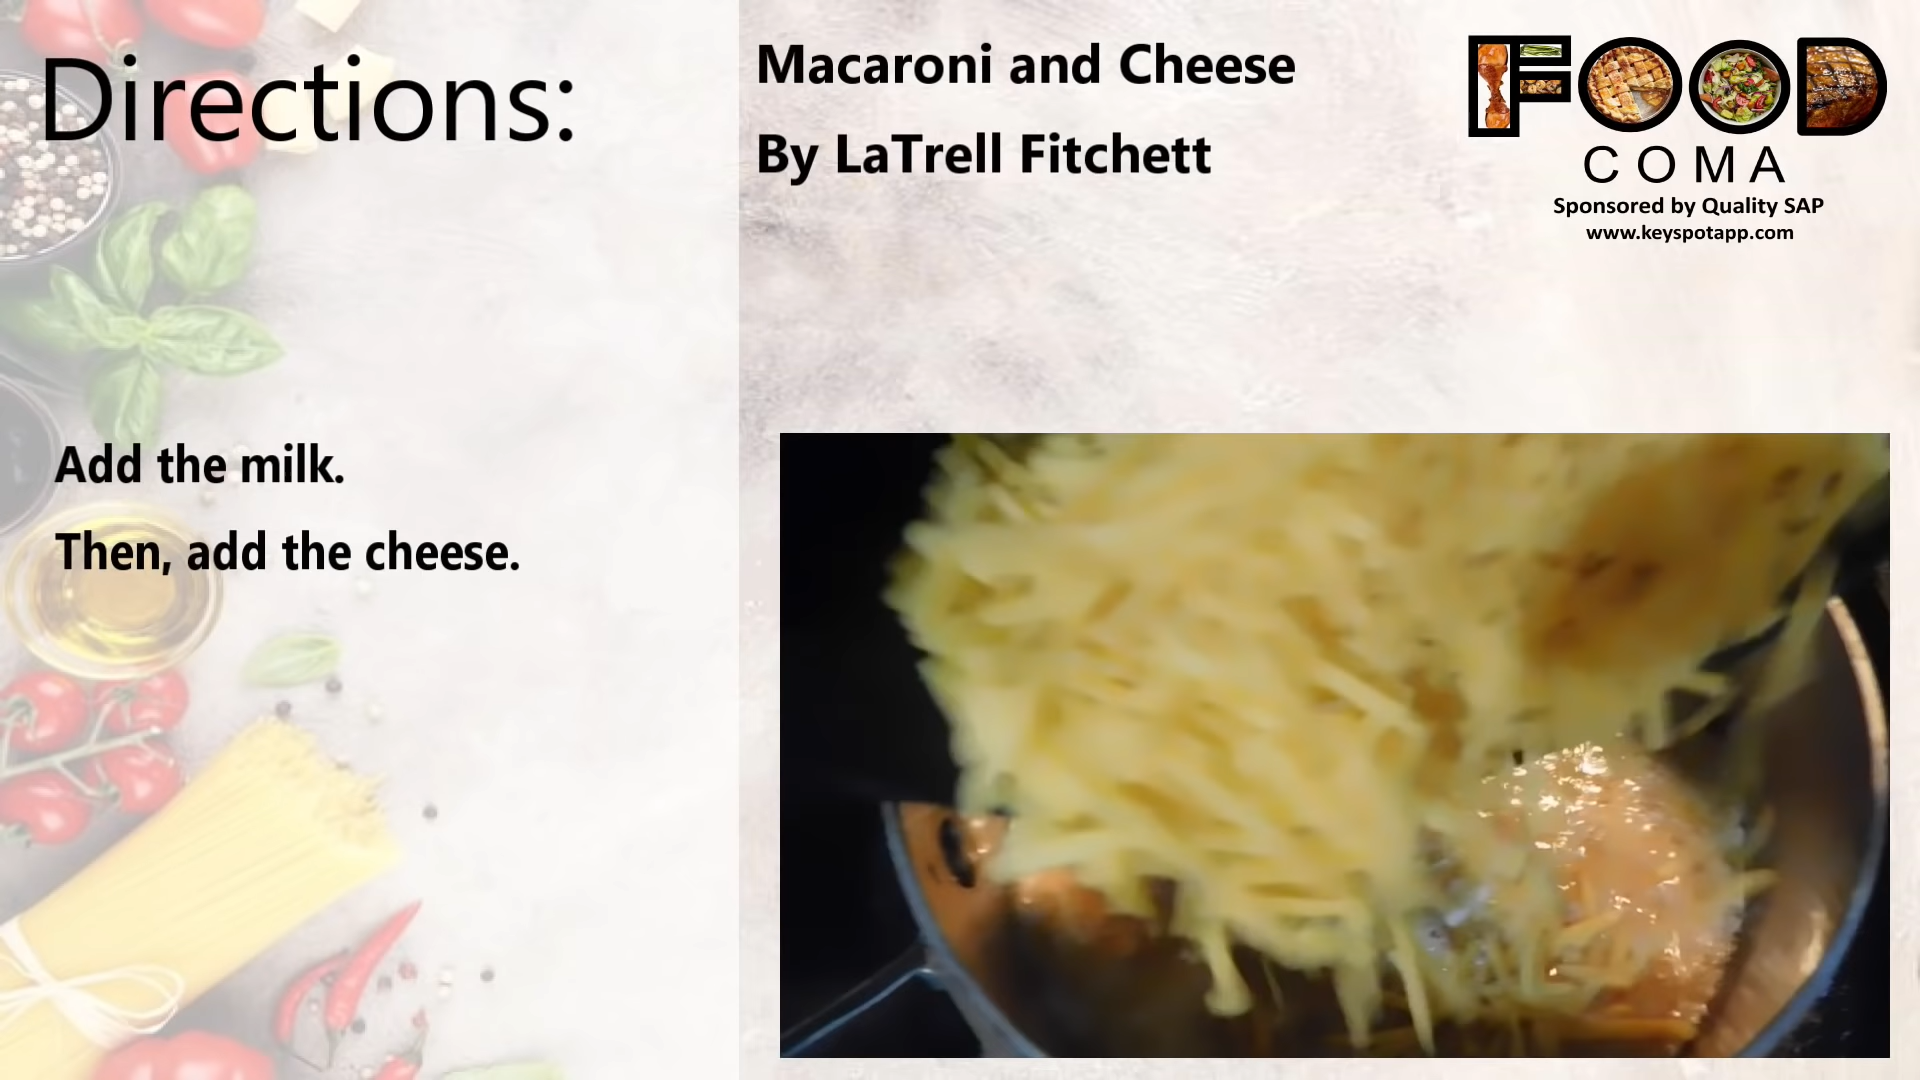 Directions:
Add the milk.
Then, add the cheese.
Macaroni and Cheese
By LaTrell Fitchett
FOOD
COMA
Sponsored by Quality SAP
www.keyspotapp.com